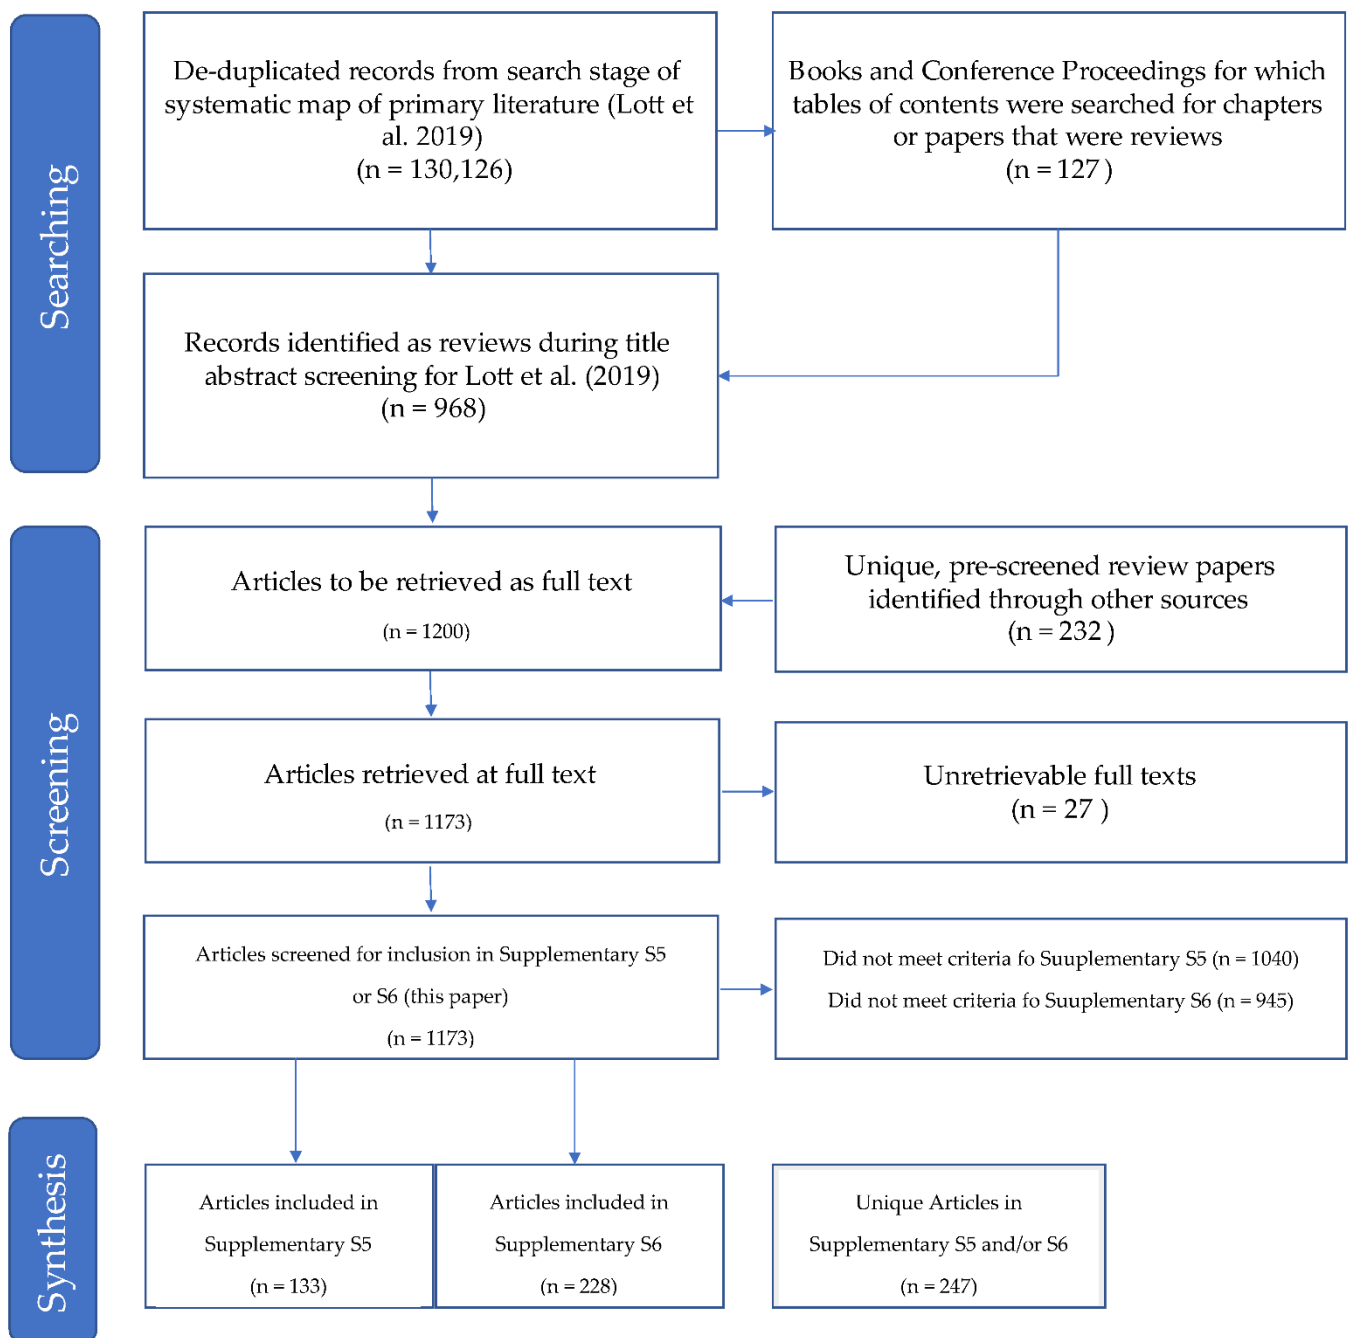 Searching
De-duplicated records from search stage of
systematic map of primary literature (Lott et
al. 2019)
(n = 130,126)
Books and Conference Proceedings for which
tables of contents were searched for chapters
or papers that were reviews
(n = 127 )
Records identified as reviews during title
abstract screening for Lott et al. (2019)
(n = 968)
Screening
Articles to be retrieved as full text
(n = 1200)
Unique, pre-screened review papers
identified through other sources
(n = 232 )
Articles retrieved at full text
(n = 1173)
Unretrievable full texts
(n = 27 )
Articles screened for inclusion in Supplementary S5
or S6 (this paper)
(n = 1173)
Did not meet criteria fo Suuplementary S5 (n = 1040)
Did not meet criteria fo Suuplementary S6 (n = 945)
Synthesis
Articles included in
Supplementary S5
(n = 133)
Articles included in
Supplementary S6
(n = 228)
Unique Articles in
Supplementary S5 and/or S6
(n = 247)